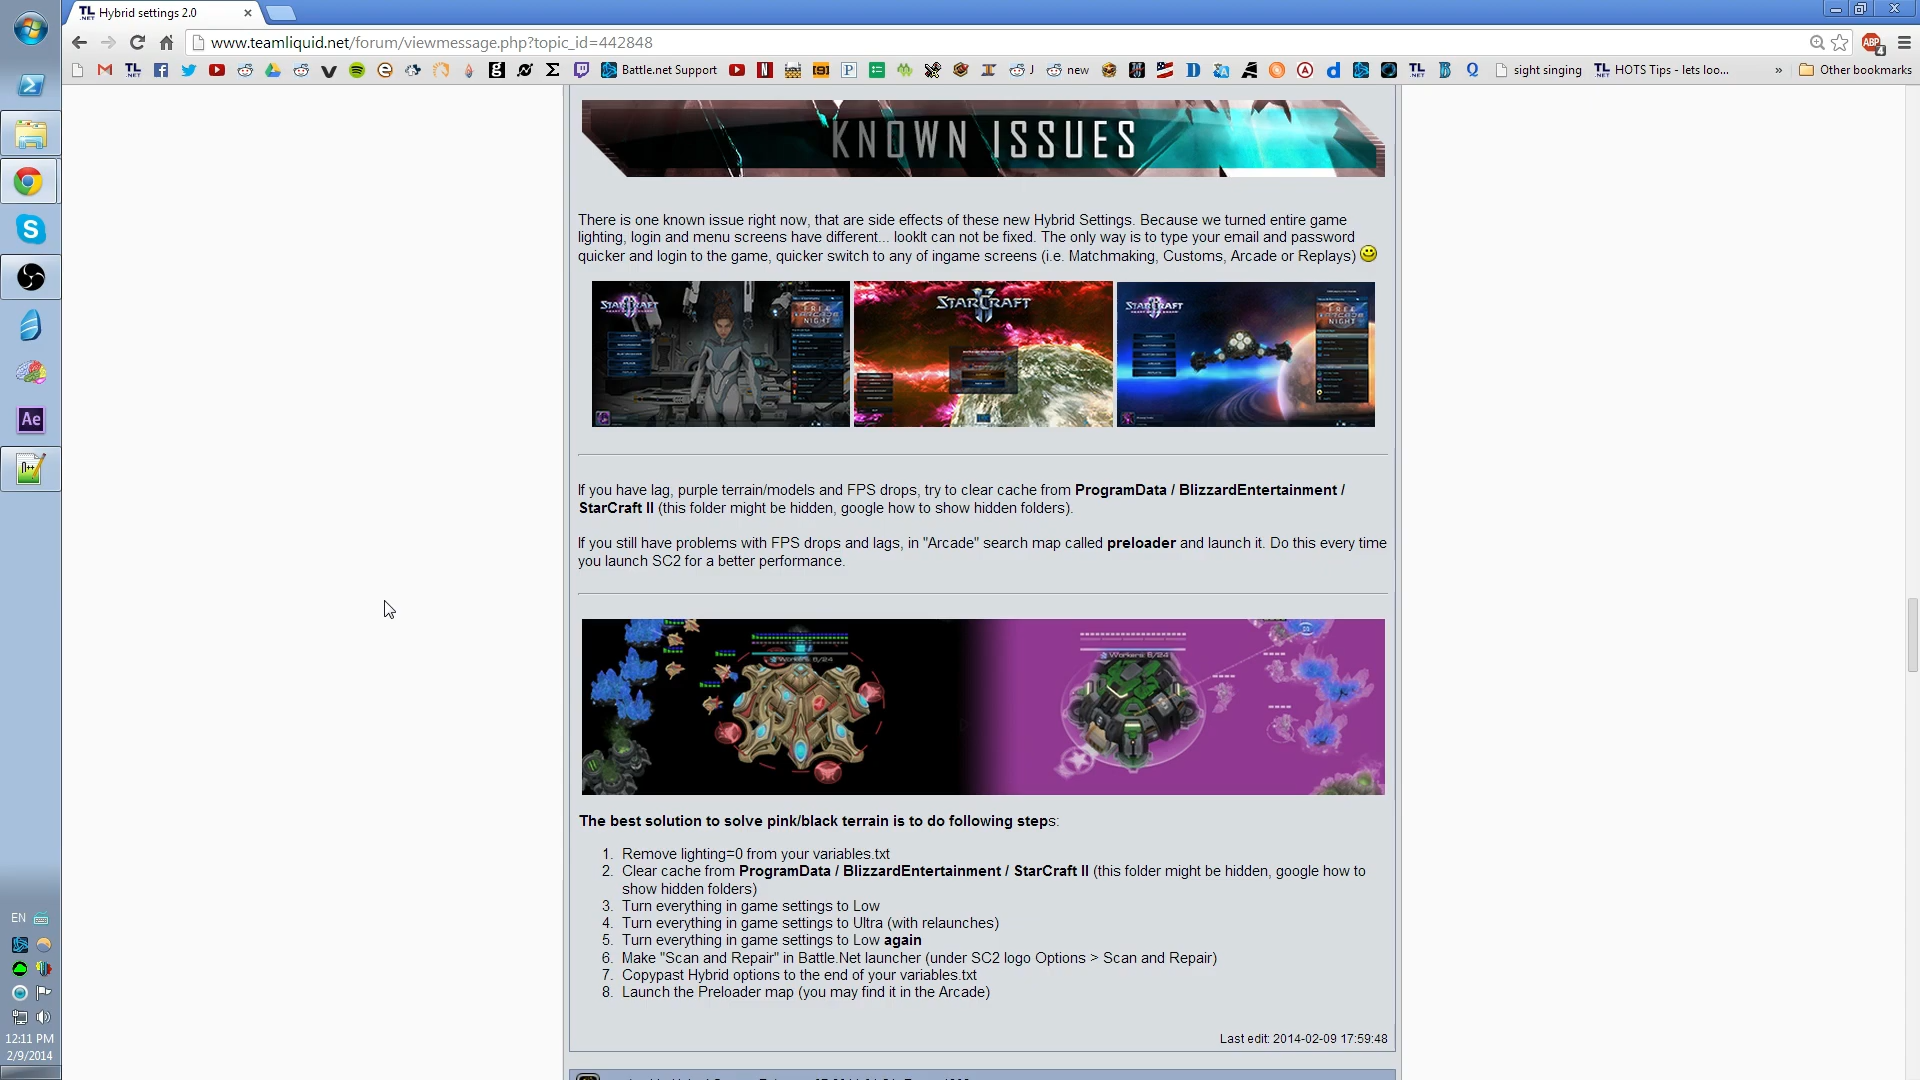 Hybrid settings 2.0
www.teamliquid.net/forum/viewmessage.php?topic_id=442848
Battle.net Support
J
new
sight singing
HOTS Tips - lets loo...
»
Other bookmarks
KNOWN ISSUES
There is one known issue right now, that are side effects of these new Hybrid Settings. Because we turned entire game
lighting, login and menu screens have different... lookIt can not be fixed. The only way is to type your email and password
quicker and login to the game, quicker switch to any of ingame screens (i.e. Matchmaking, Customs, Arcade or Replays)
STARCRAFT
STARCRAFT
STARCRAFT
If you have lag, purple terrain/models and FPS drops, try to clear cache from ProgramData / BlizzardEntertainment /
StarCraft II (this folder might be hidden, google how to show hidden folders).
If you still have problems with FPS drops and lags, in "Arcade" search map called preloader and launch it. Do this every time
you launch SC2 for a better performance.
Workers: 8/24
Workers: 8/24
The best solution to solve pink/black terrain is to do following steps:
1. Remove lighting=0 from your variables.txt
2. Clear cache from ProgramData / BlizzardEntertainment / StarCraft II (this folder might be hidden, google how to
show hidden folders)
3. Turn everything in game settings to Low
4. Turn everything in game settings to Ultra (with relaunches)
5. Turn everything in game settings to Low again
6. Make "Scan and Repair" in Battle.Net launcher (under SC2 logo Options > Scan and Repair)
7. Copypast Hybrid options to the end of your variables.txt
8. Launch the Preloader map (you may find it in the Arcade)
Last edit: 2014-02-09 17:59:48
Ae
EN
12:11 PM
2/9/2014